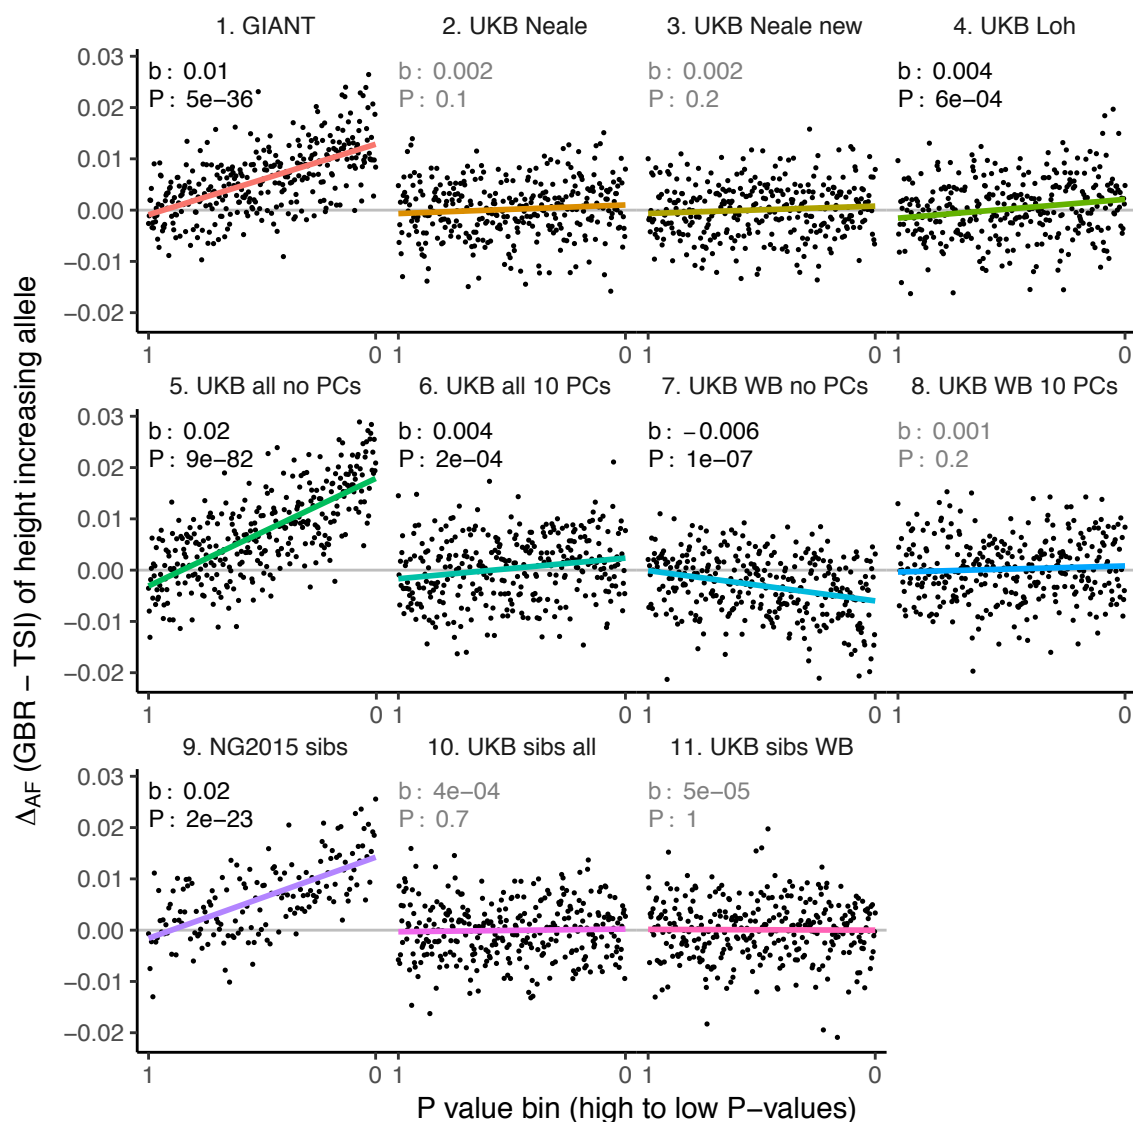 1. GIANT
2. UKB Neale
3. UKB Neale new
4. UKB Loh
0.03
0.02
0.01
0.00
−0.01
−0.02
b : 0.01
P : 5e−36
b : 0.002
P : 0.1
b : 0.002
P : 0.2
b : 0.004
P : 6e−04
1
0
1
0
1
0
1
0
5. UKB all no PCs
6. UKB all 10 PCs
7. UKB WB no PCs
8. UKB WB 10 PCs
0.03
0.02
0.01
0.00
−0.01
−0.02
b : 0.02
P : 9e−82
b : 0.004
P : 2e−04
b : −0.006
P : 1e−07
b : 0.001
P : 0.2
1
0
1
0
1
0
1
0
9. NG2015 sibs
10. UKB sibs all
11. UKB sibs WB
0.03
0.02
0.01
0.00
−0.01
−0.02
b : 0.02
P : 2e−23
b : 4e−04
P : 0.7
b : 5e−05
P : 1
1
0
1
0
1
0
P value bin (high to low P−values)
ΔAF (GBR − TSI) of height increasing allele